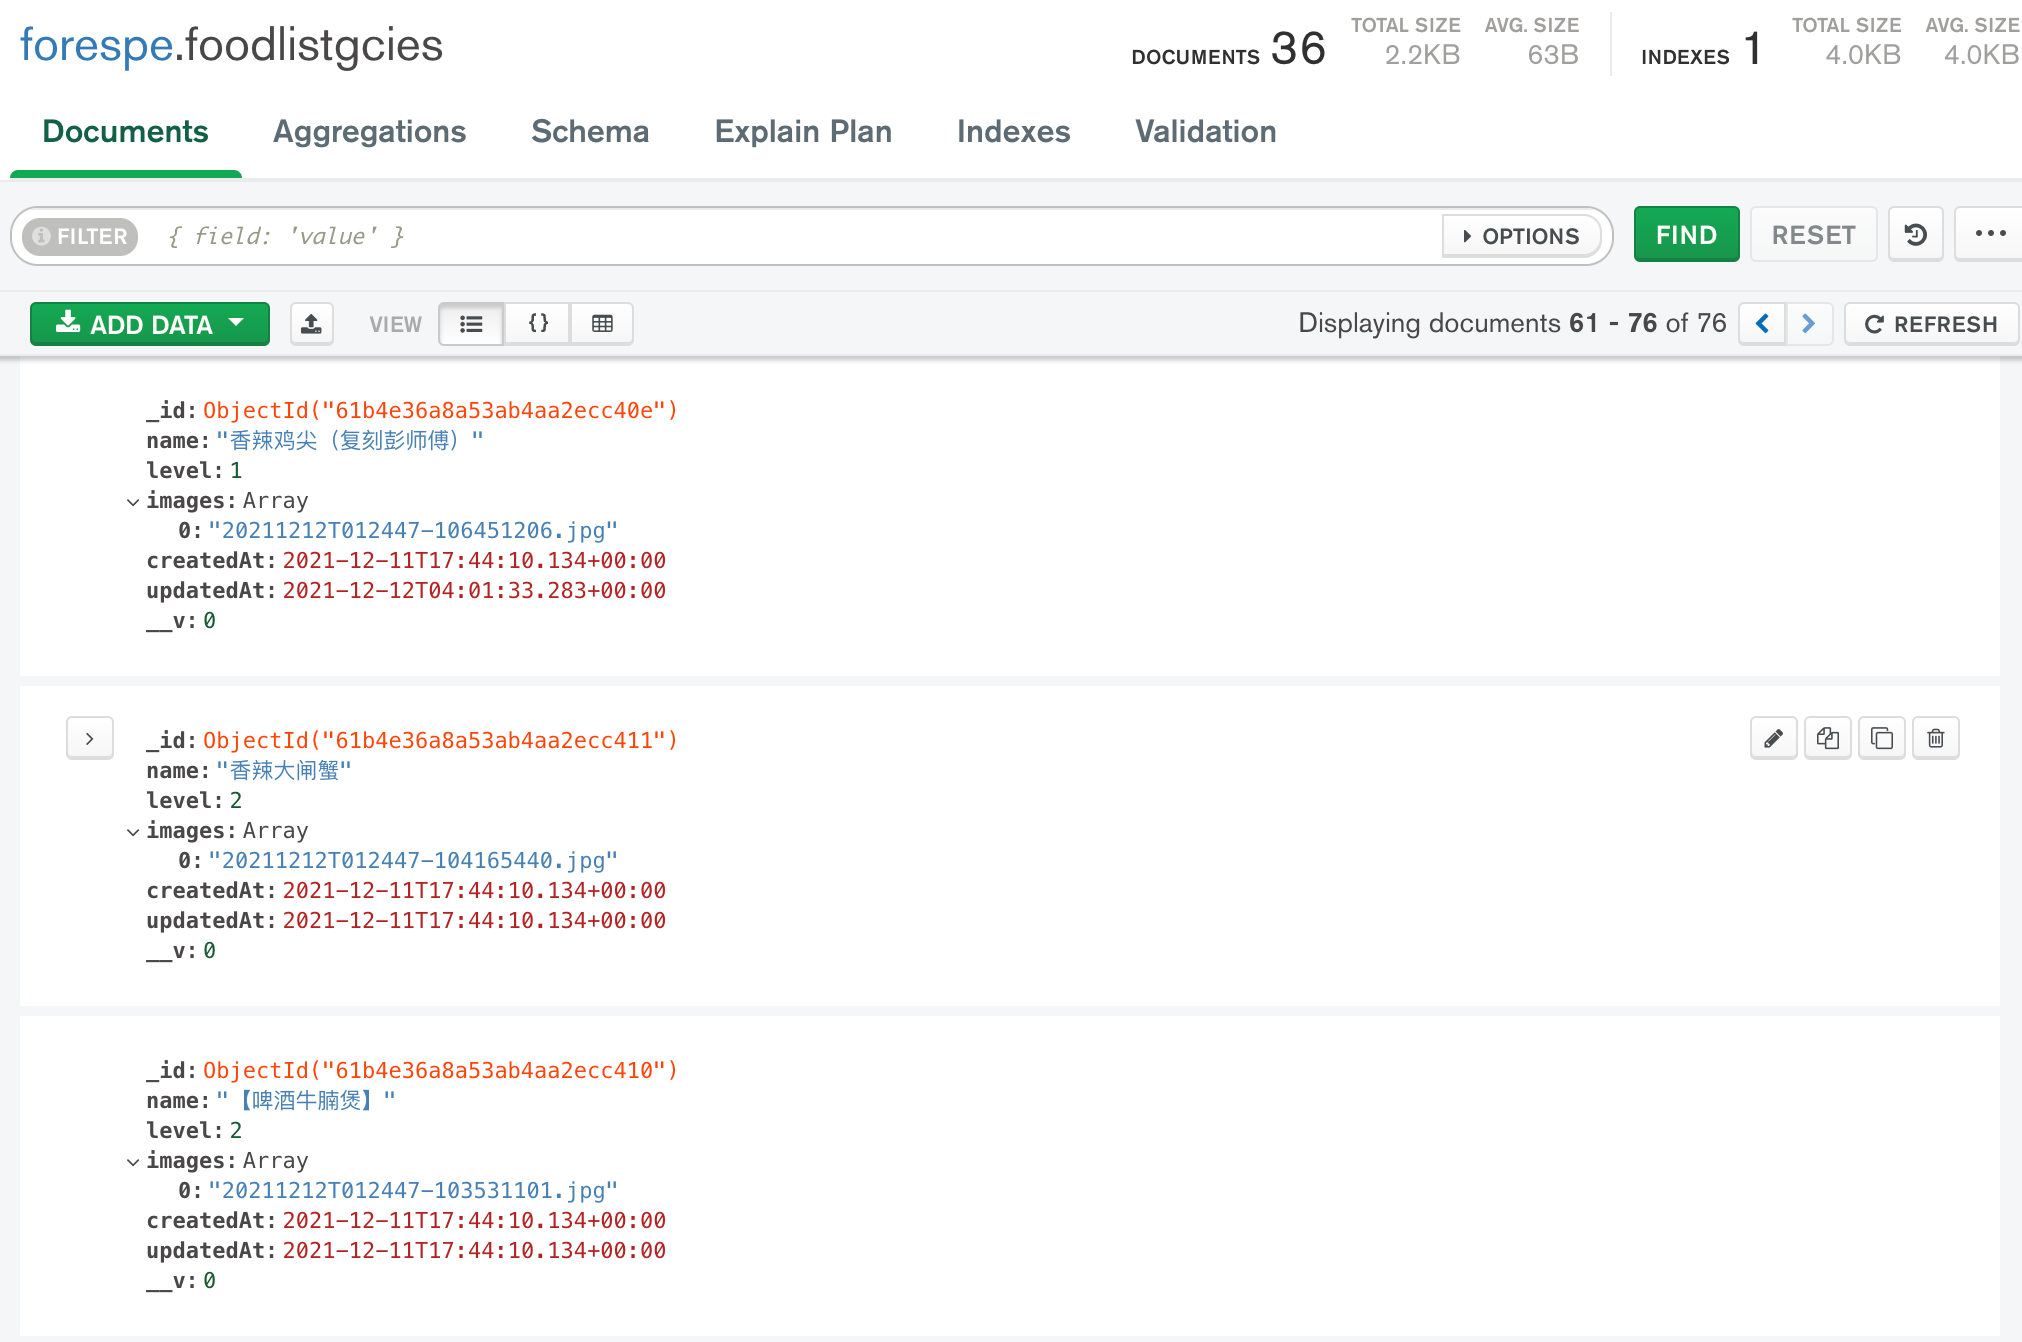 forespe.foodlistgcies
DOCUMENTS 36
TOTAL SIZE 2.2KB
AVG. SIZE 63B
INDEXES 1
TOTAL SIZE 4.0KB
AVG. SIZE 4.0KB
Documents Aggregations Schema Explain Plan Indexes Validation
FILTER { field: 'value' } OPTIONS FIND RESET
ADD DATA VIEW {} Displaying documents 61 - 76 of 76 REFRESH
_id: ObjectId("61b4e36a8a53ab4aa2ecc40e")
name: "香辣鸡尖（复刻彭师傅）"
level: 1
images: Array
0: "20211212T012447-106451206.jpg"
createdAt: 2021-12-11T17:44:10.134+00:00
updatedAt: 2021-12-12T04:01:33.283+00:00
__v: 0
_id: ObjectId("61b4e36a8a53ab4aa2ecc411")
name: "香辣大闸蟹"
level: 2
images: Array
0: "20211212T012447-104165440.jpg"
createdAt: 2021-12-11T17:44:10.134+00:00
updatedAt: 2021-12-11T17:44:10.134+00:00
__v: 0
_id: ObjectId("61b4e36a8a53ab4aa2ecc410")
name: "【啤酒牛腩煲】"
level: 2
images: Array
0: "20211212T012447-103531101.jpg"
createdAt: 2021-12-11T17:44:10.134+00:00
updatedAt: 2021-12-11T17:44:10.134+00:00
__v: 0